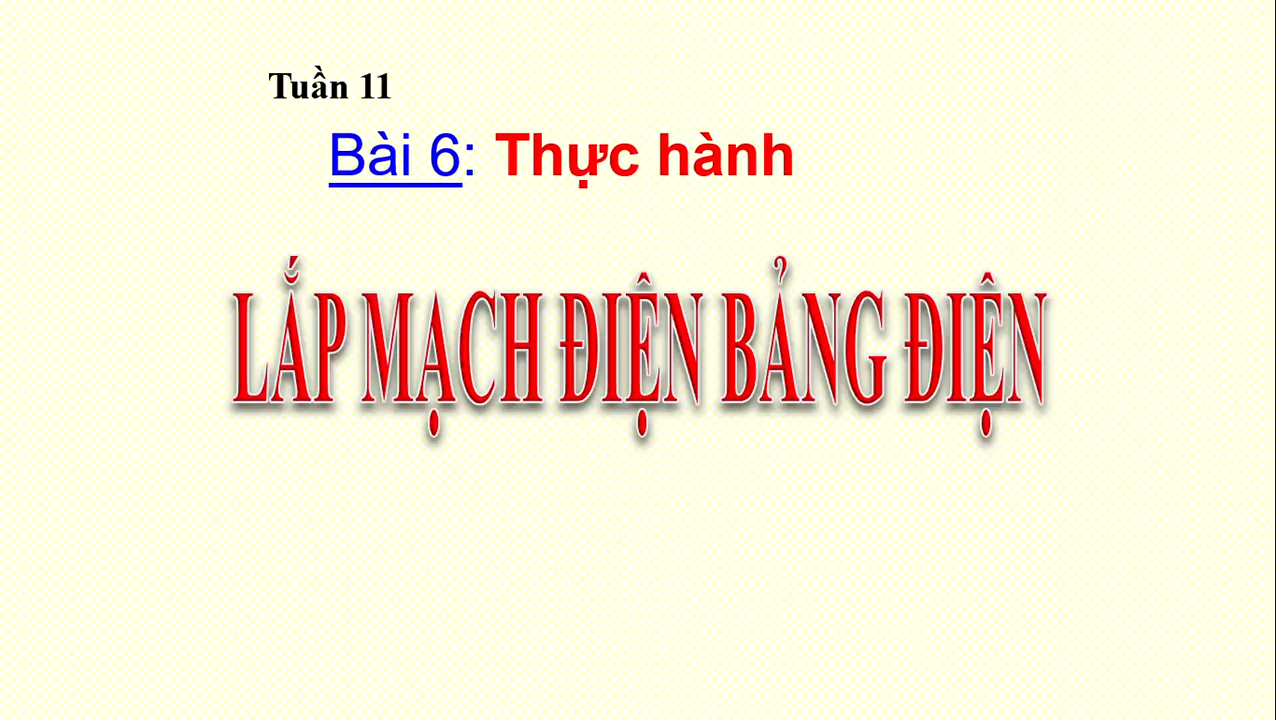 Tuần 11
Bài 6: Thực hành
LẮP MẠCH ĐIỆN BẢNG ĐIỆN